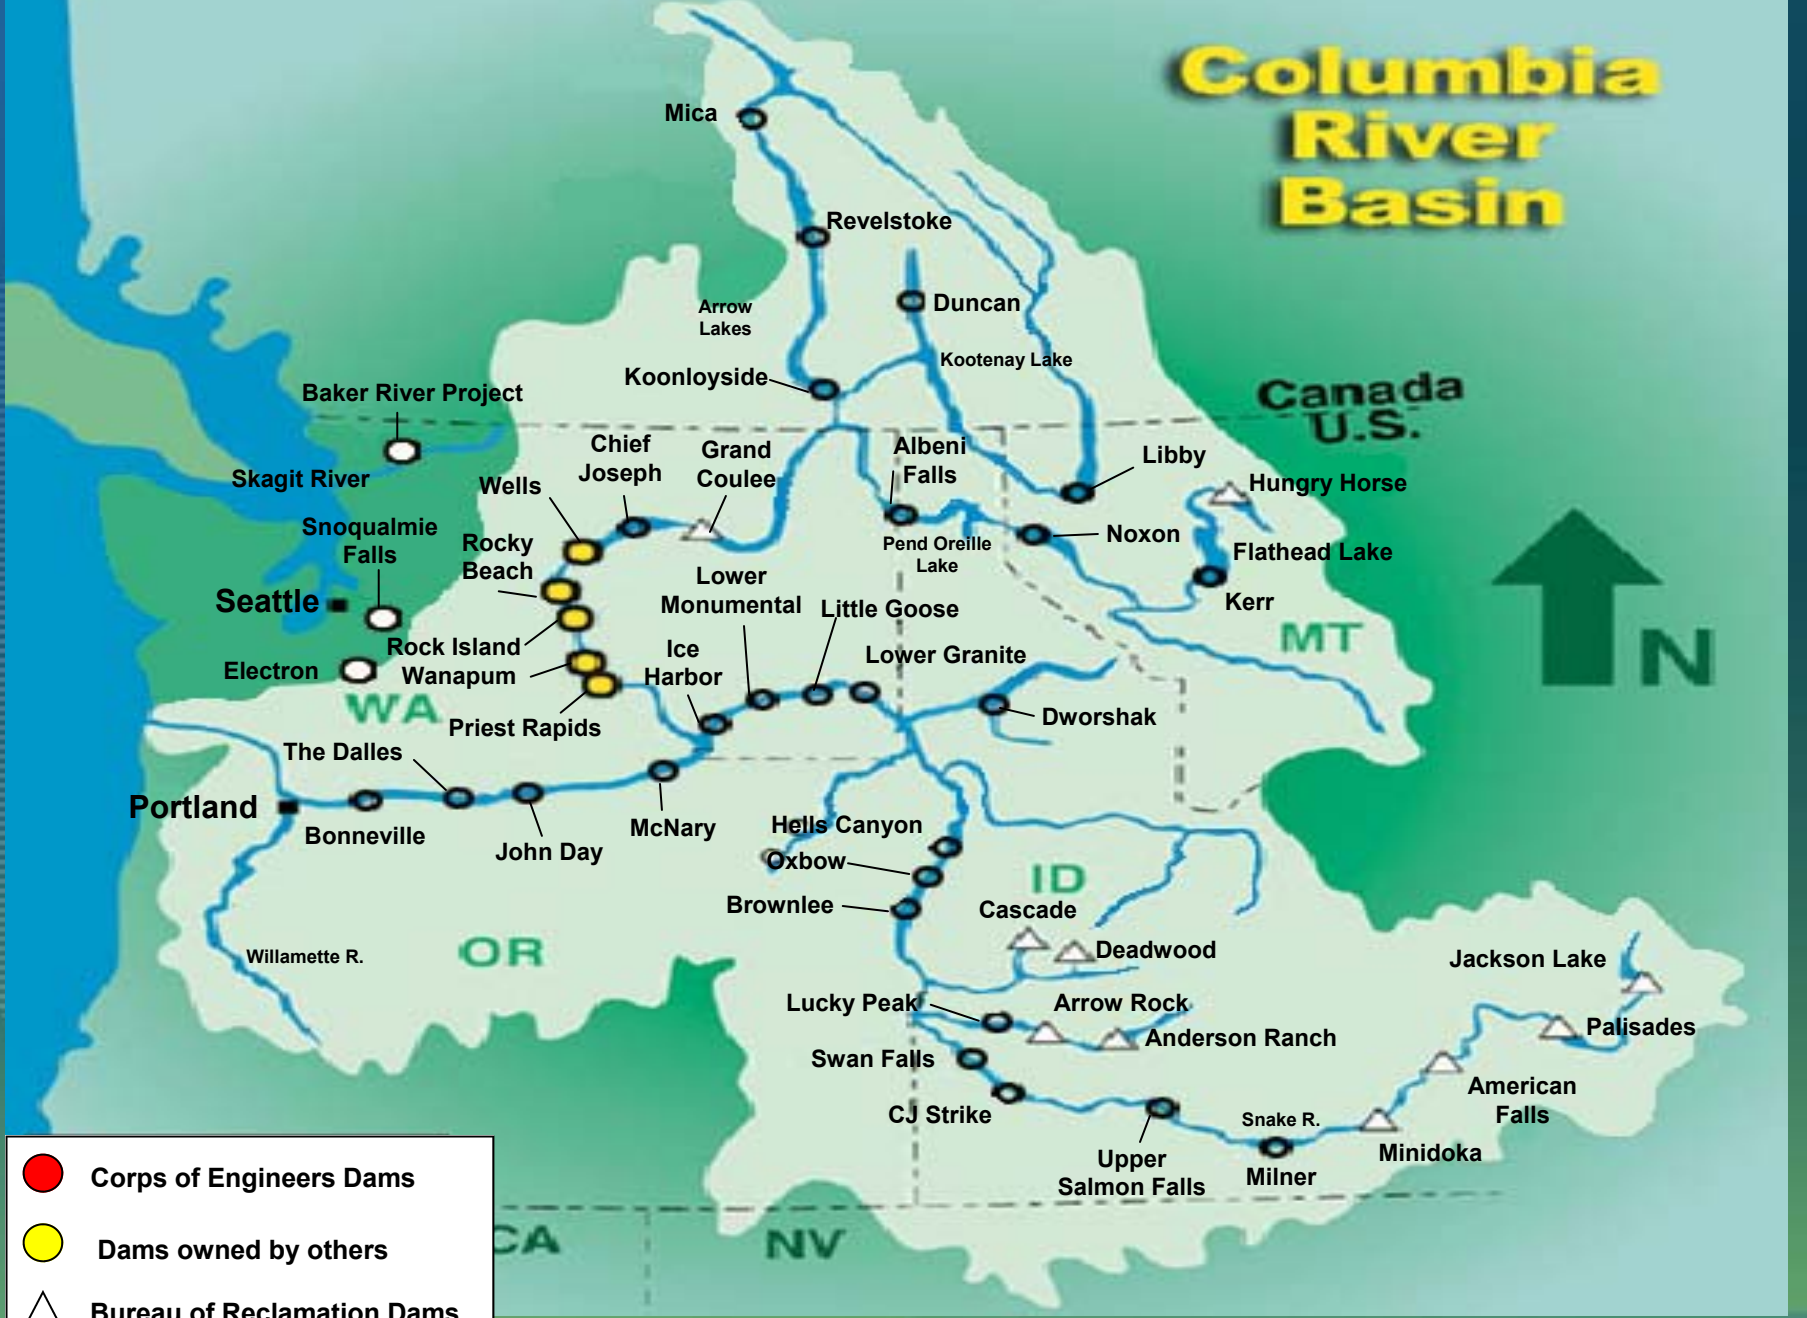 Columbia
River
Basin
Mica
Revelstoke
Arrow
Lakes
Duncan
Kootenay Lake
Koonloyside
Canada
U.S.
Baker River Project
Skagit River
Chief
Joseph
Grand
Coulee
Albeni
Falls
Libby
Hungry Horse
Wells
Snoqualmie
Falls
Rocky
Beach
Noxon
Pend Oreille
Lake
Flathead Lake
Lower
Monumental
Little Goose
Kerr
Seattle
Rock Island
Ice
Harbor
Lower Granite
MT
N
Electron
Wanapum
WA
Priest Rapids
Dworshak
The Dalles
Portland
Bonneville
John Day
McNary
Hells Canyon
Oxbow
Brownlee
ID
Cascade
Deadwood
OR
Willamette R.
Jackson Lake
Lucky Peak
Arrow Rock
Anderson Ranch
Palisades
Swan Falls
CJ Strike
American
Falls
Snake R.
Upper
Salmon Falls
Milner
Minidoka
Corps of Engineers Dams
Dams owned by others
Bureau of Reclamation Dams
CA
NV